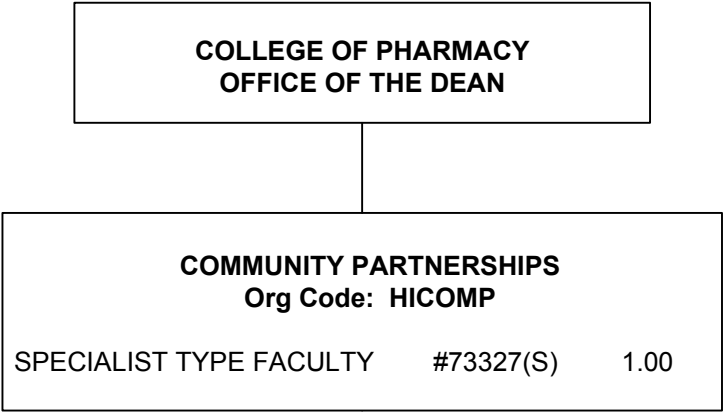 COLLEGE OF PHARMACY
OFFICE OF THE DEAN
COMMUNITY PARTNERSHIPS
Org Code: HICOMP
SPECIALIST TYPE FACULTY #73327(S) 1.00